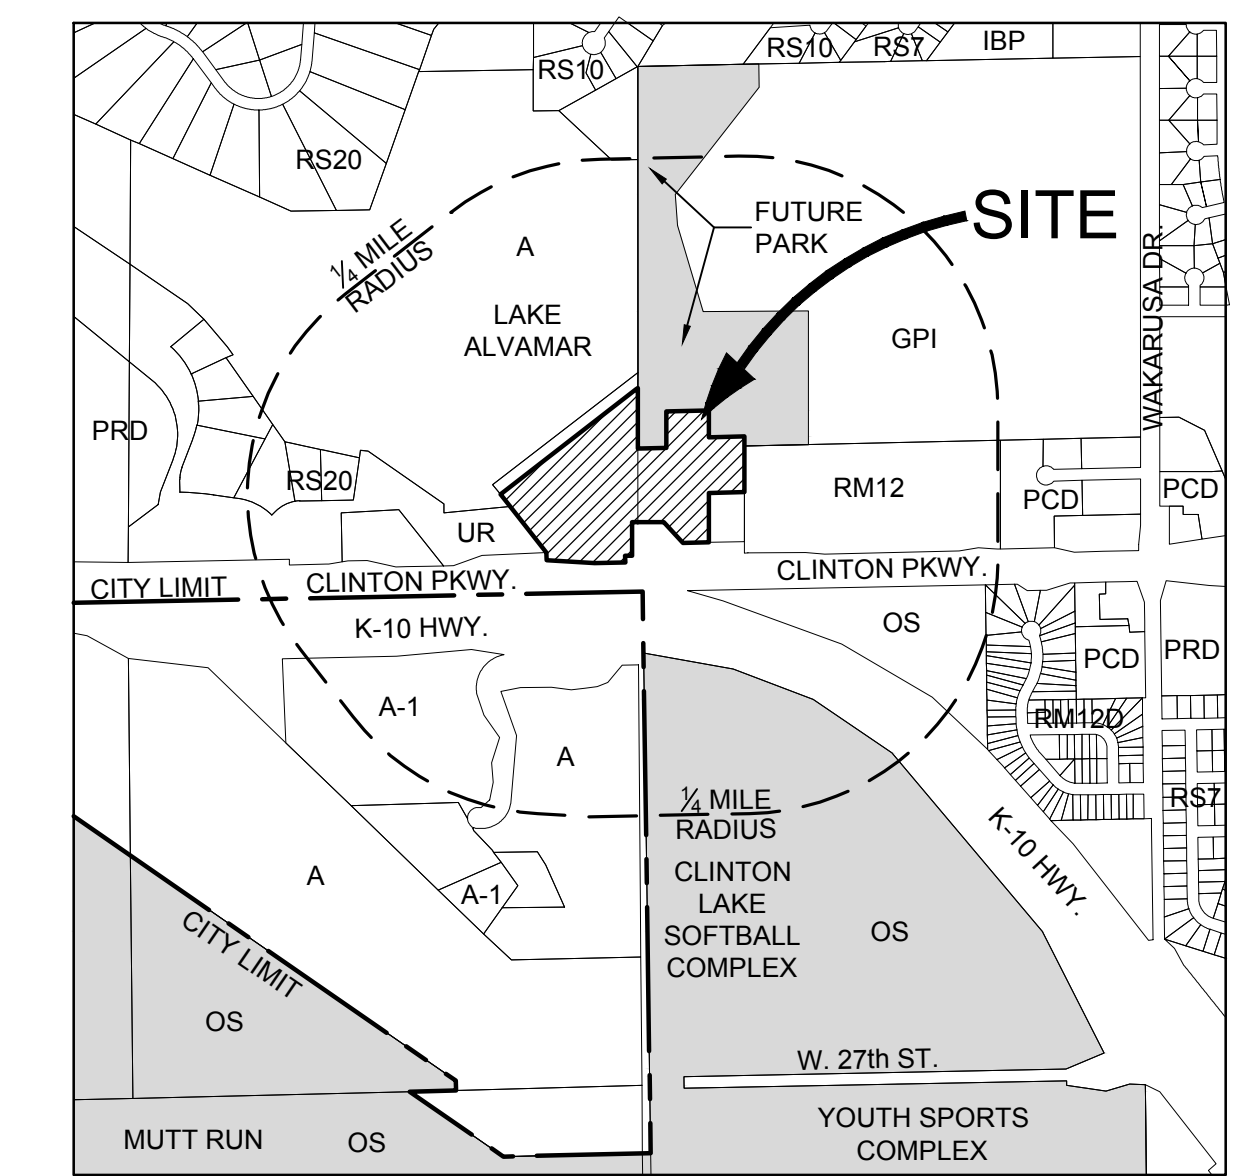 RS10
RS7
IBP
RS10
RS20
FUTURE
PARK
SITE
¼ MILE
RADIUS
A
WAKARUSA DR.
LAKE
ALVAMAR
GPI
PRD
RS20
RM12
PCD
PCD
UR
CLINTON PKWY.
CITY LIMIT
CLINTON PKWY.
K-10 HWY.
OS
PCD
PRD
A-1
RM12D
A
¼ MILE
RADIUS
RS7
K-10 HWY.
CLINTON
LAKE
SOFTBALL
COMPLEX
A
A-1
OS
CITY LIMIT
OS
W. 27th ST.
YOUTH SPORTS
COMPLEX
MUTT RUN
OS